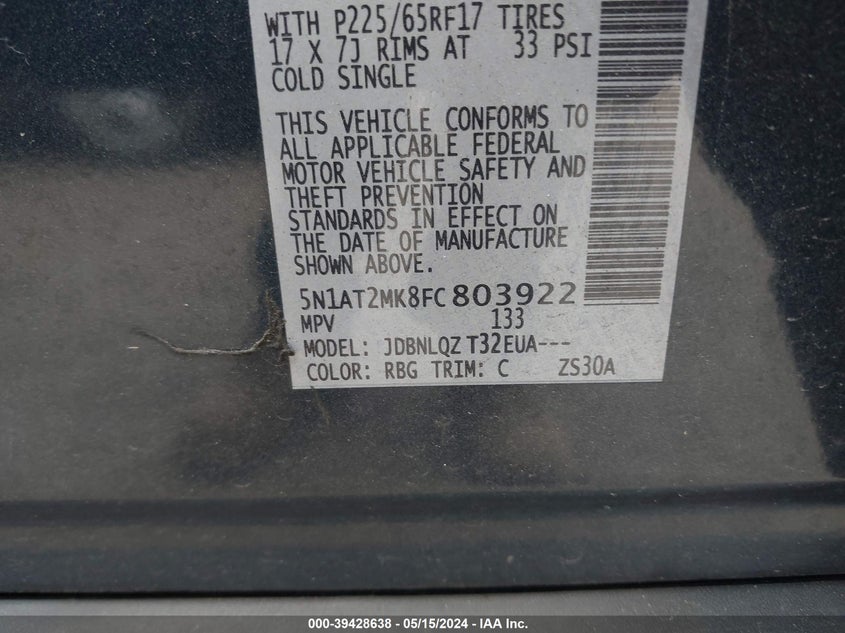 WITH P225/65RF17 TIRES
17 X 7J RIMS AT 33 PSI
COLD SINGLE
THIS VEHICLE CONFORMS TO
ALL APPLICABLE FEDERAL
MOTOR VEHICLE SAFETY AND
THEFT PREVENTION
STANDARDS IN EFFECT ON
THE DATE OF MANUFACTURE
SHOWN ABOVE.
5N1AT2MK8FC803922
MPV 133
MODEL: JDBNLQZ T32EUA---
COLOR: RBG TRIM: C ZS30A
000-39428638 - 05/15/2024 - IAA Inc.